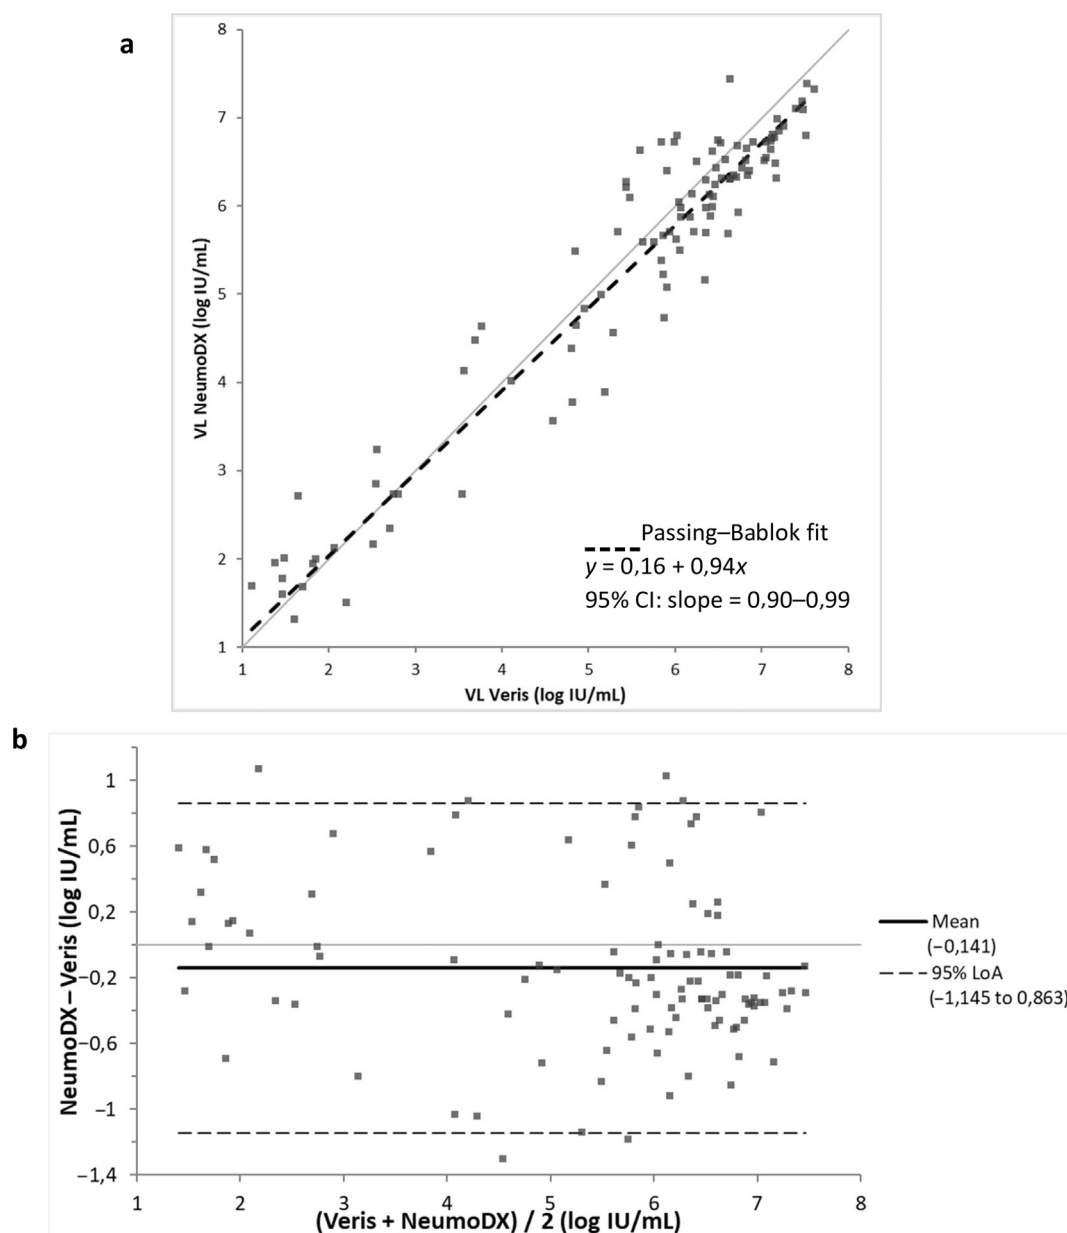 a
8
7
6
5
4
3
2
1
VL NeumoDX (log IU/mL)
Passing–Bablok fit
y = 0,16 + 0,94x
95% CI: slope = 0,90–0,99
1 2 3 4 5 6 7 8
VL Veris (log IU/mL)
b
1
0,6
0,2
−0,2
−0,6
−1
−1,4
NeumoDX – Veris (log IU/mL)
Mean
(−0,141)
95% LoA
(−1,145 to 0,863)
1 2 3 4 5 6 7 8
(Veris + NeumoDX) / 2 (log IU/mL)